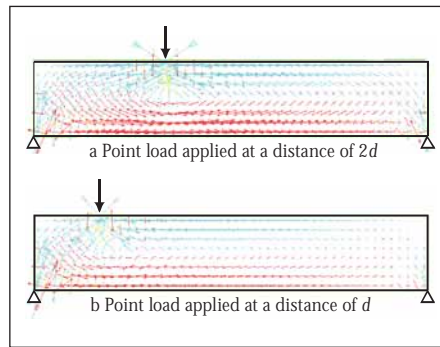 a Point load applied at a distance of 2d
b Point load applied at a distance of d